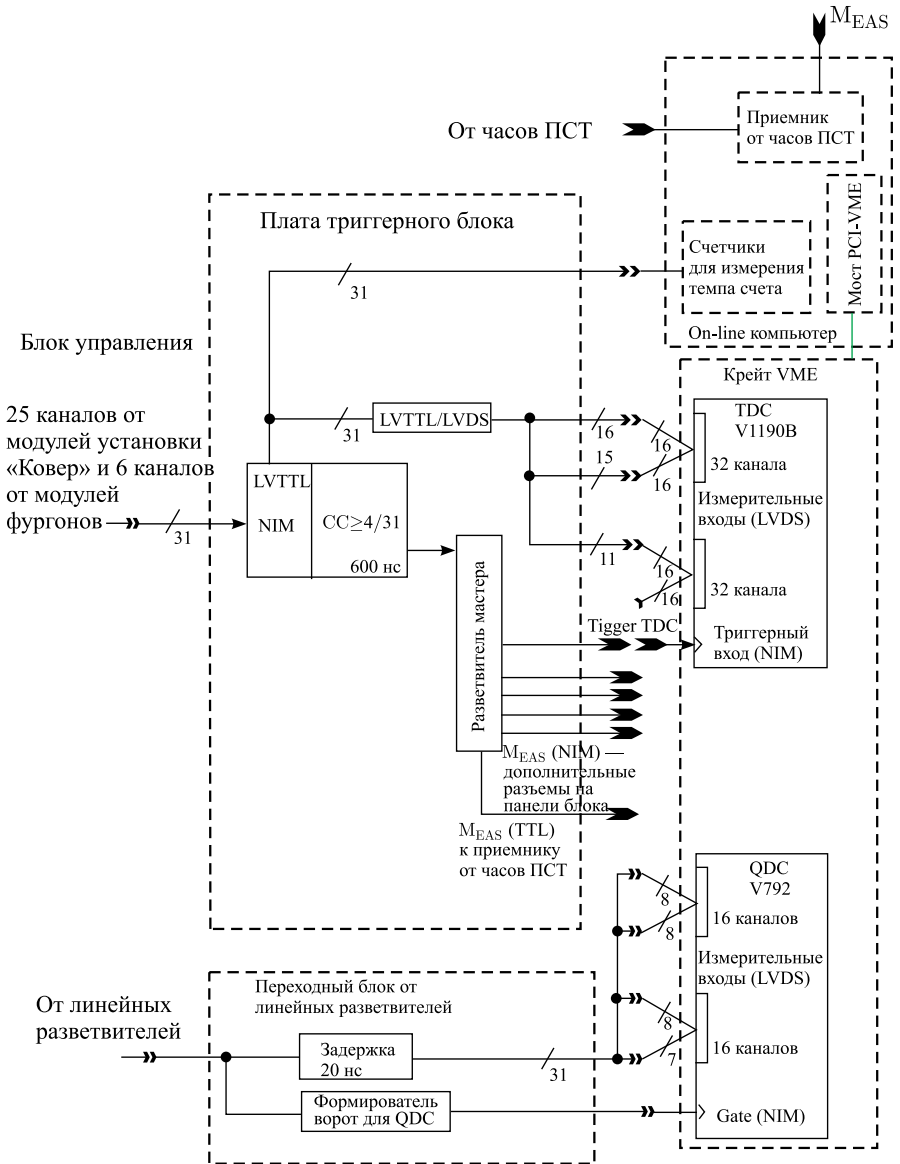 M_EAS
От часов ПСТ
Приемник
от часов ПСТ
Мост PCI-VME
Счетчики
для измерения
темпа счета
On-line компьютер
Плата триггерного блока
31
Блок управления
25 каналов от
модулей установки
«Ковер» и 6 каналов
от модулей
фургонов
31
31
LVTTL/LVDS
LVTTL
NIM
CC≥4/31
600 нс
Разветвитель мастера
16
15
11
16
16
16
16
Крейт VME
TDC
V1190B
32 канала
Измерительные
входы (LVDS)
32 канала
Tigger TDC
Триггерный
вход (NIM)
M_EAS (NIM) —
дополнительные
разъемы на
панели блока
M_EAS (TTL)
к приемнику
от часов ПСТ
8
8
8
7
QDC
V792
16 каналов
Измерительные
входы (LVDS)
16 каналов
Gate (NIM)
От линейных
разветвителей
Переходный блок от
линейных разветвителей
Задержка
20 нс
31
Формирователь
ворот для QDC